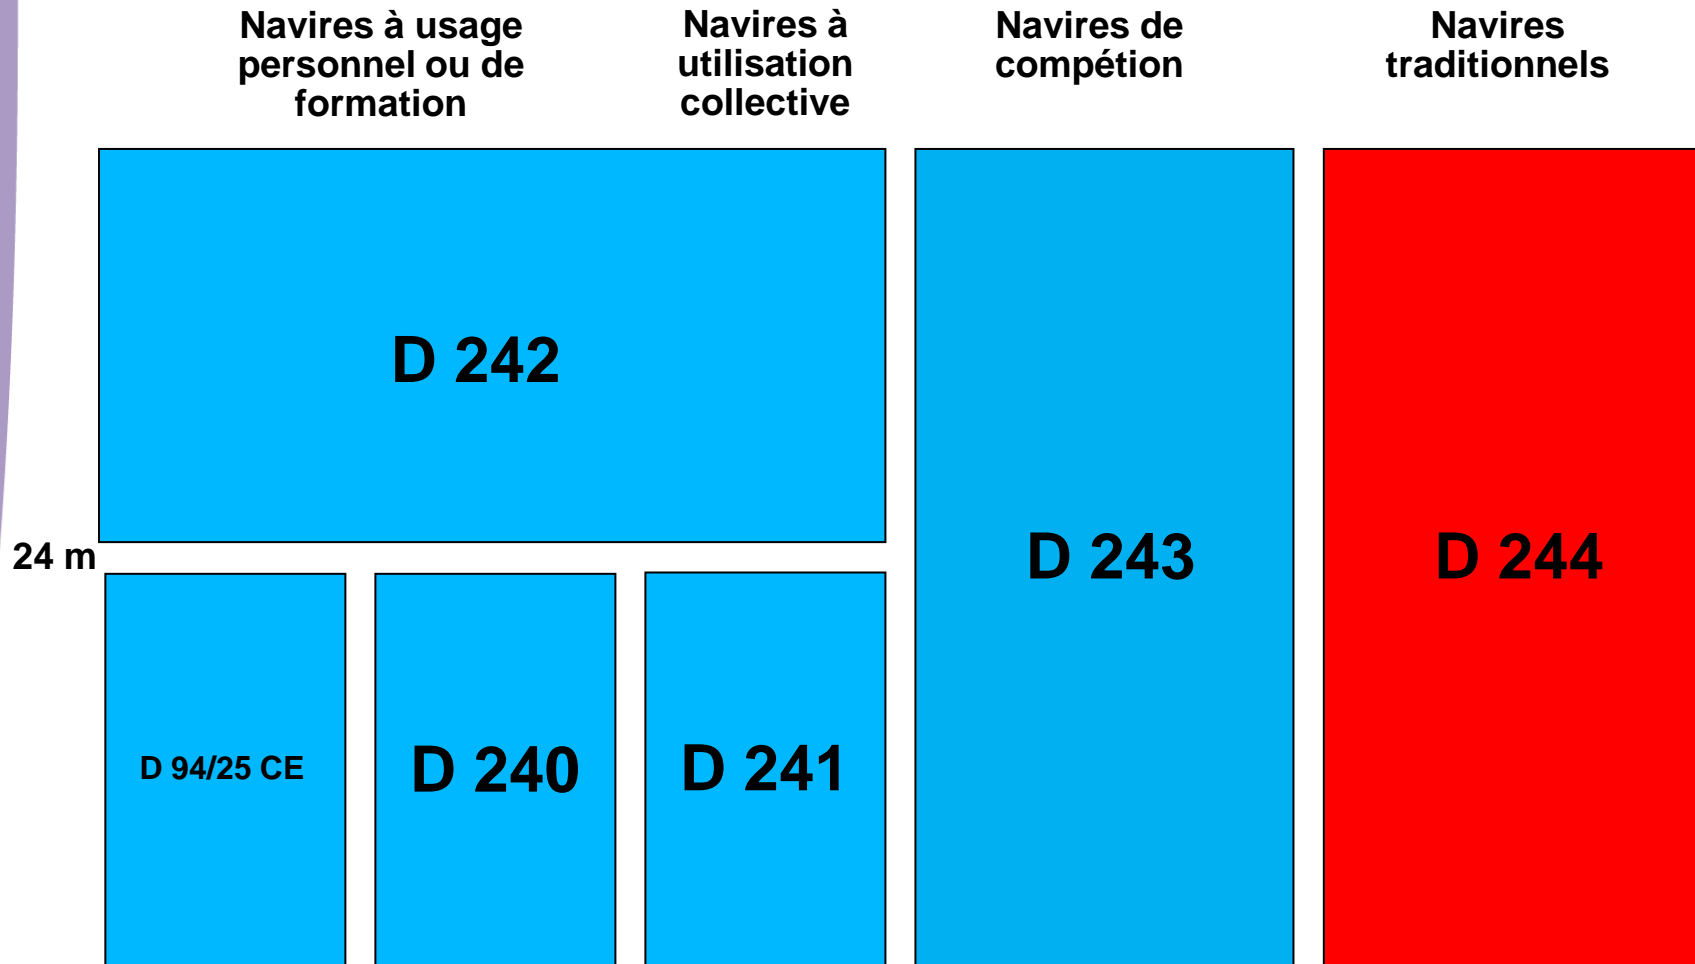 Navires à usage
personnel ou de
formation
Navires à
utilisation
collective
Navires de
compétion
Navires
traditionnels
D 242
24 m
D 243
D 244
D 94/25 CE
D 240
D 241